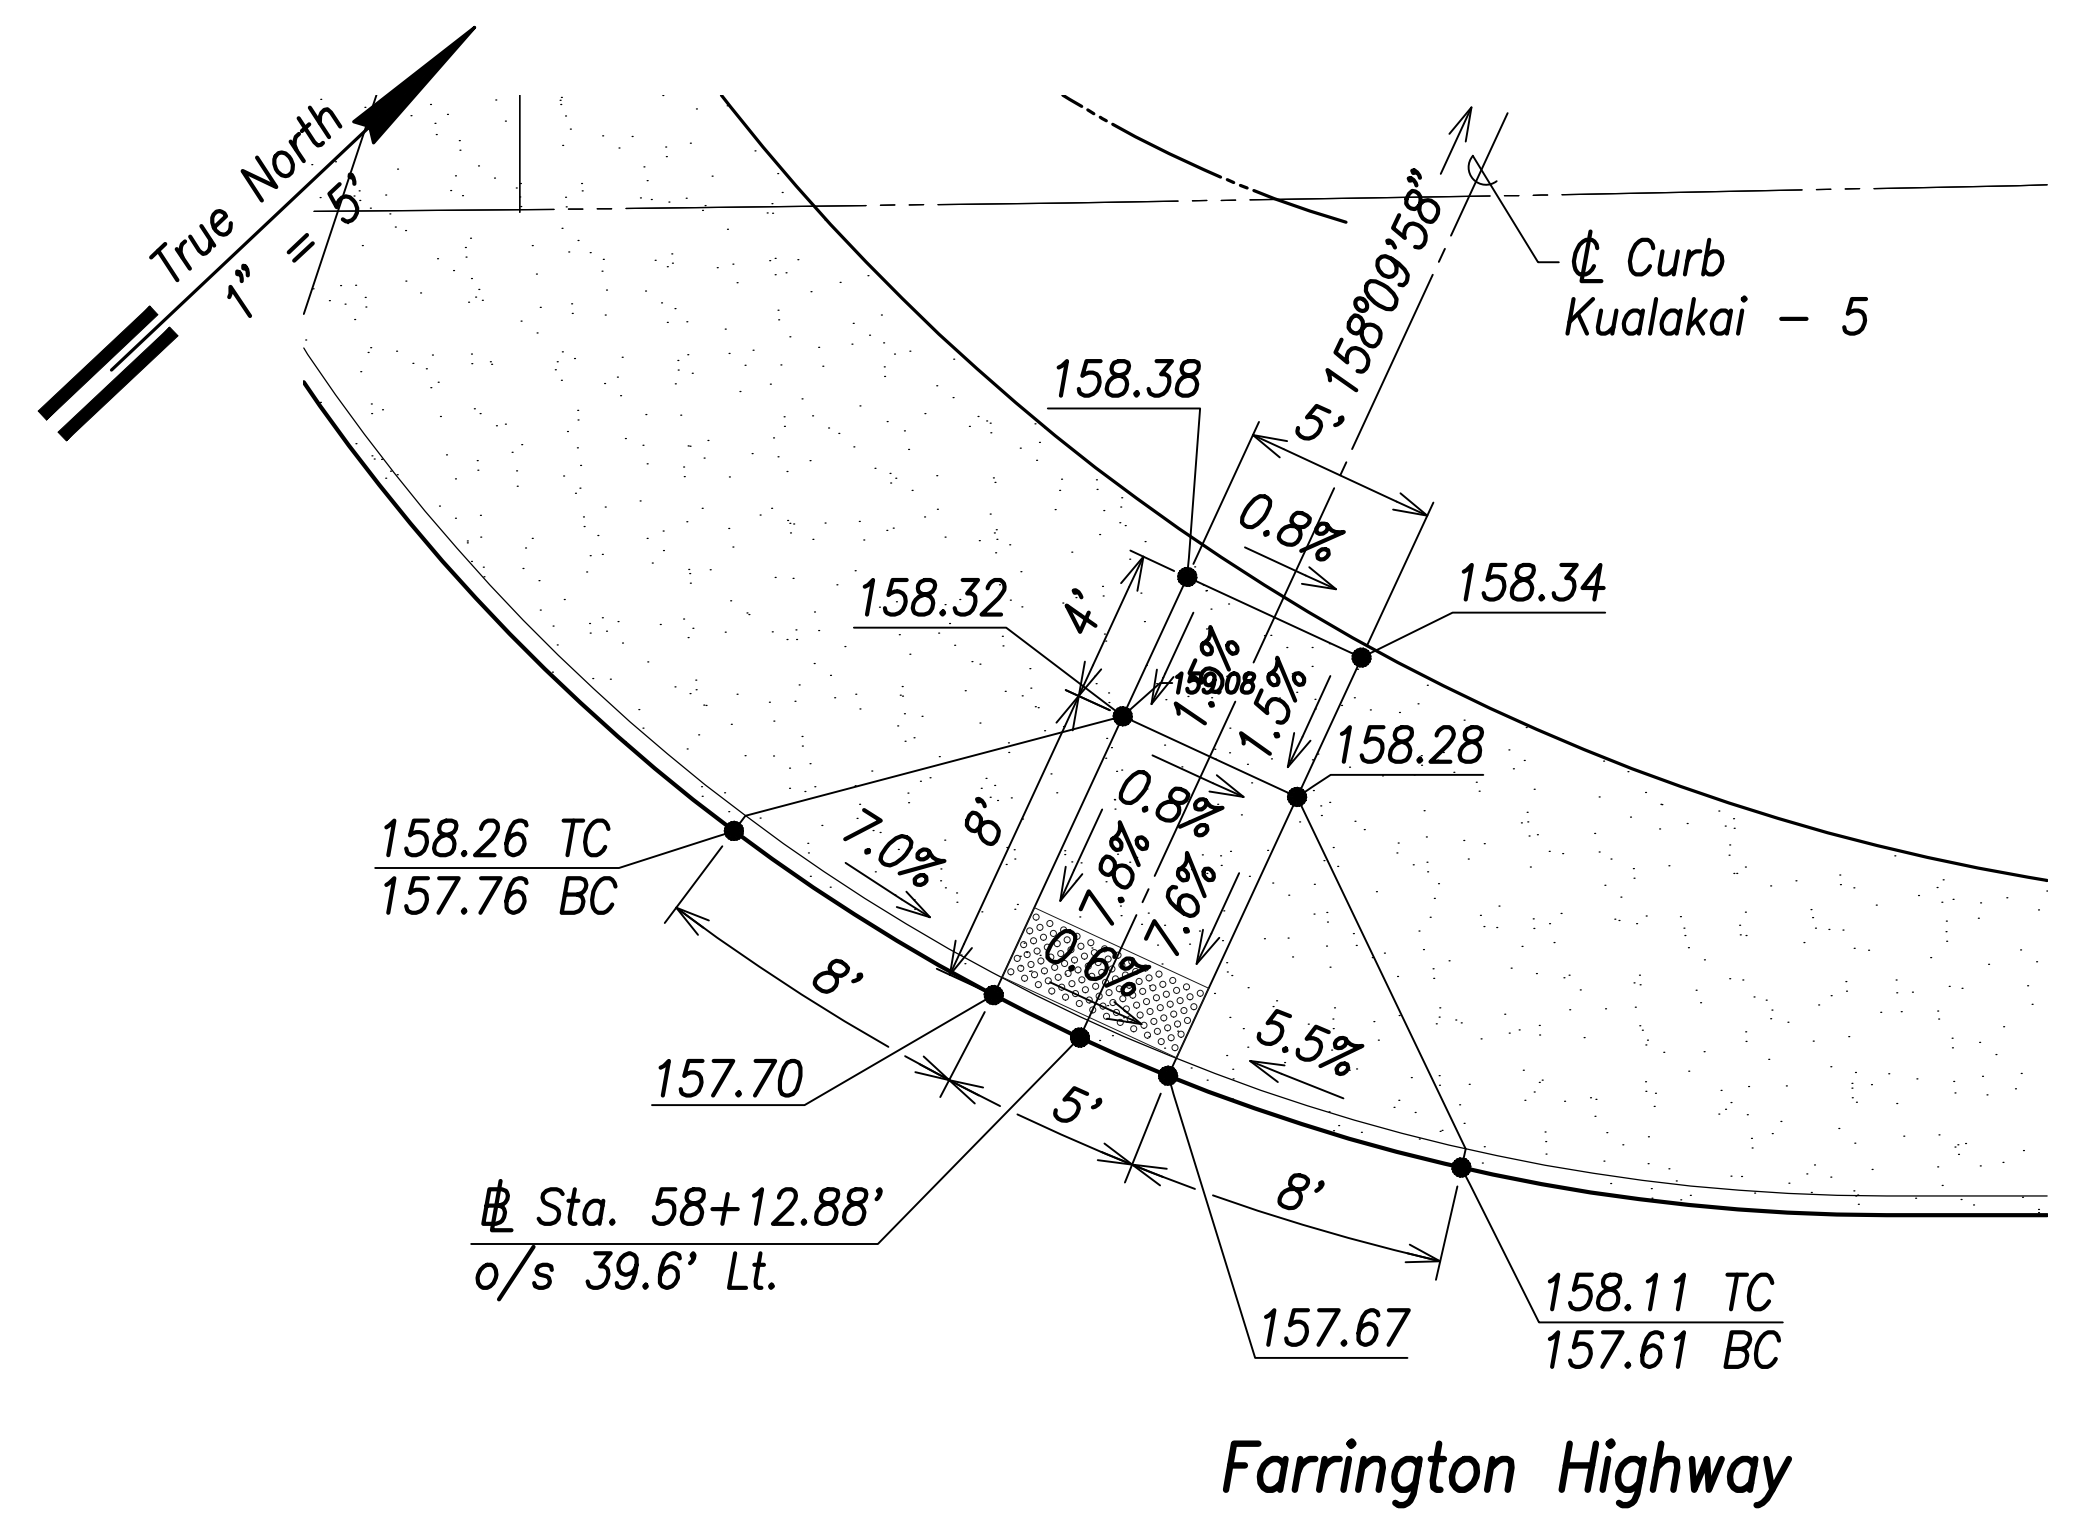 True North
1" = 5'
158°09'58"
℄ Curb
Kualakai - 5
158.38
5'
0.8%
158.32
4'
158.34
1.5%
159.08
1.5%
158.28
0.8%
158.26 TC
157.76 BC
7.0%
8'
7.8%
7.6%
0.6%
8'
5.5%
157.70
5'
8'
BL Sta. 58+12.88'
o/s 39.6' Lt.
157.67
158.11 TC
157.61 BC
Farrington Highway